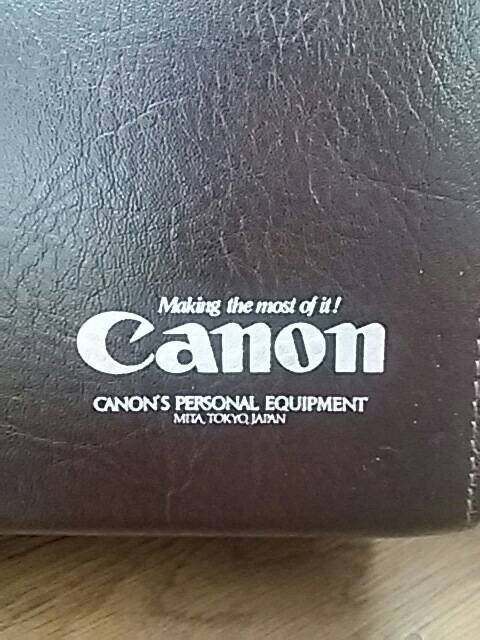 Making the most of it!
Canon
CANON'S PERSONAL EQUIPMENT
MITA, TOKYO, JAPAN